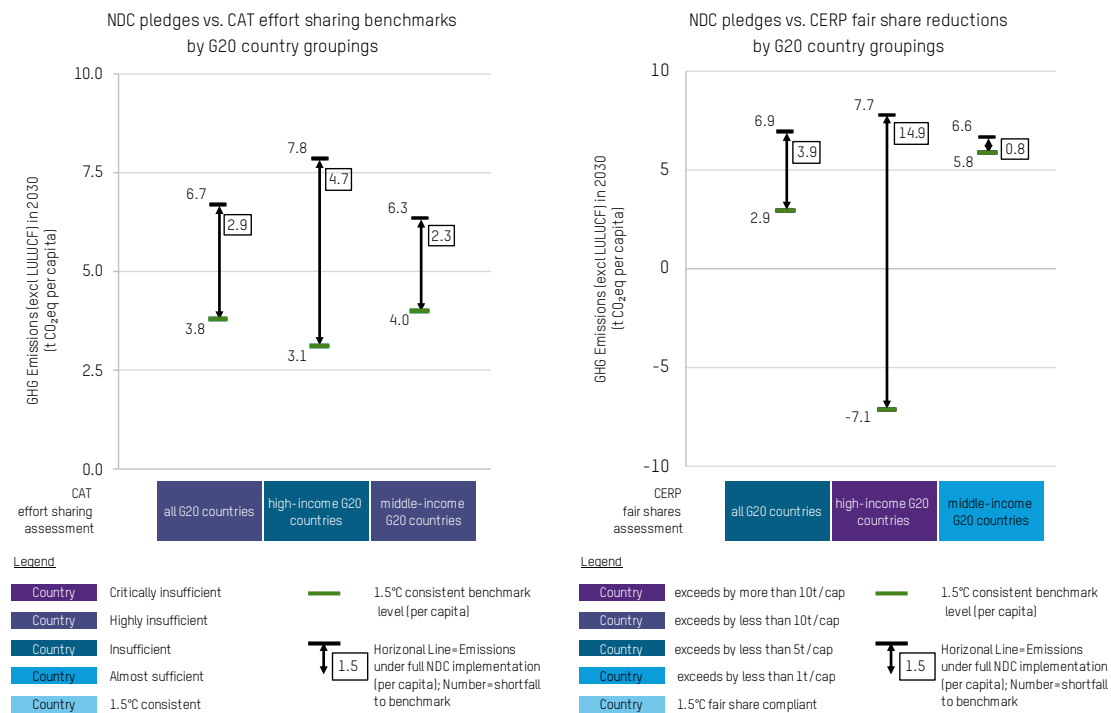 NDC pledges vs. CAT effort sharing benchmarks
by G20 country groupings
GHG Emissions (excl LULUCF) in 2030
(t CO₂eq per capita)
10.0
7.5
5.0
2.5
0.0
6.7
2.9
3.8
7.8
4.7
3.1
6.3
2.3
4.0
CAT
effort sharing
assessment
all G20 countries
high-income G20
countries
middle-income
G20 countries
Legend
Country Critically insufficient
Country Highly insufficient
Country Insufficient
Country Almost sufficient
Country 1.5°C consistent
1.5°C consistent benchmark
level (per capita)
1.5
Horizonal Line=Emissions
under full NDC implementation
(per capita); Number=shortfall
to benchmark
NDC pledges vs. CERP fair share reductions
by G20 country groupings
GHG Emissions (excl LULUCF) in 2030
(t CO₂eq per capita)
10
5
0
-5
-10
6.9
3.9
2.9
7.7
14.9
-7.1
6.6
0.8
5.8
CERP
fair shares
assessment
all G20 countries
high-income G20
countries
middle-income
G20 countries
Legend
Country exceeds by more than 10t/cap
Country exceeds by less than 10t/cap
Country exceeds by less than 5t/cap
Country exceeds by less than 1t/cap
Country 1.5°C fair share compliant
1.5°C consistent benchmark
level (per capita)
1.5
Horizonal Line=Emissions
under full NDC implementation
(per capita); Number=shortfall
to benchmark